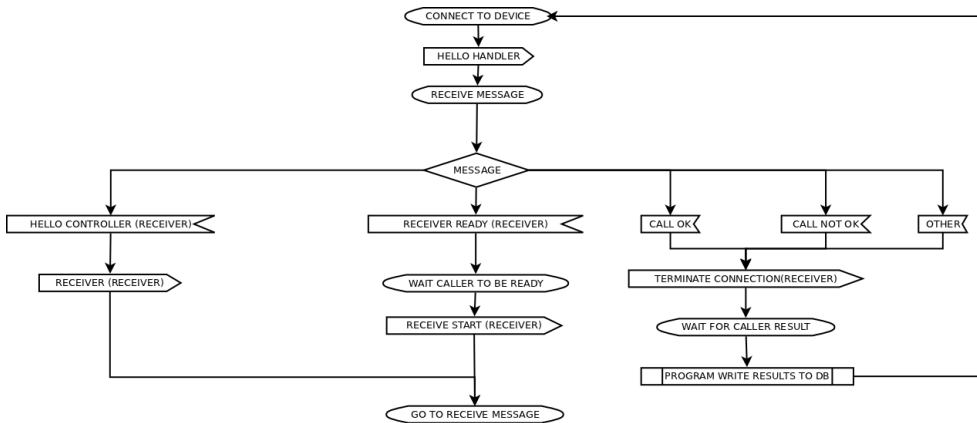 CONNECT TO DEVICE
HELLO HANDLER
RECEIVE MESSAGE
MESSAGE
HELLO CONTROLLER (RECEIVER)
RECEIVER READY (RECEIVER)
CALL OK
CALL NOT OK
OTHER
RECEIVER (RECEIVER)
WAIT CALLER TO BE READY
TERMINATE CONNECTION(RECEIVER)
RECEIVE START (RECEIVER)
WAIT FOR CALLER RESULT
PROGRAM WRITE RESULTS TO DB
GO TO RECEIVE MESSAGE